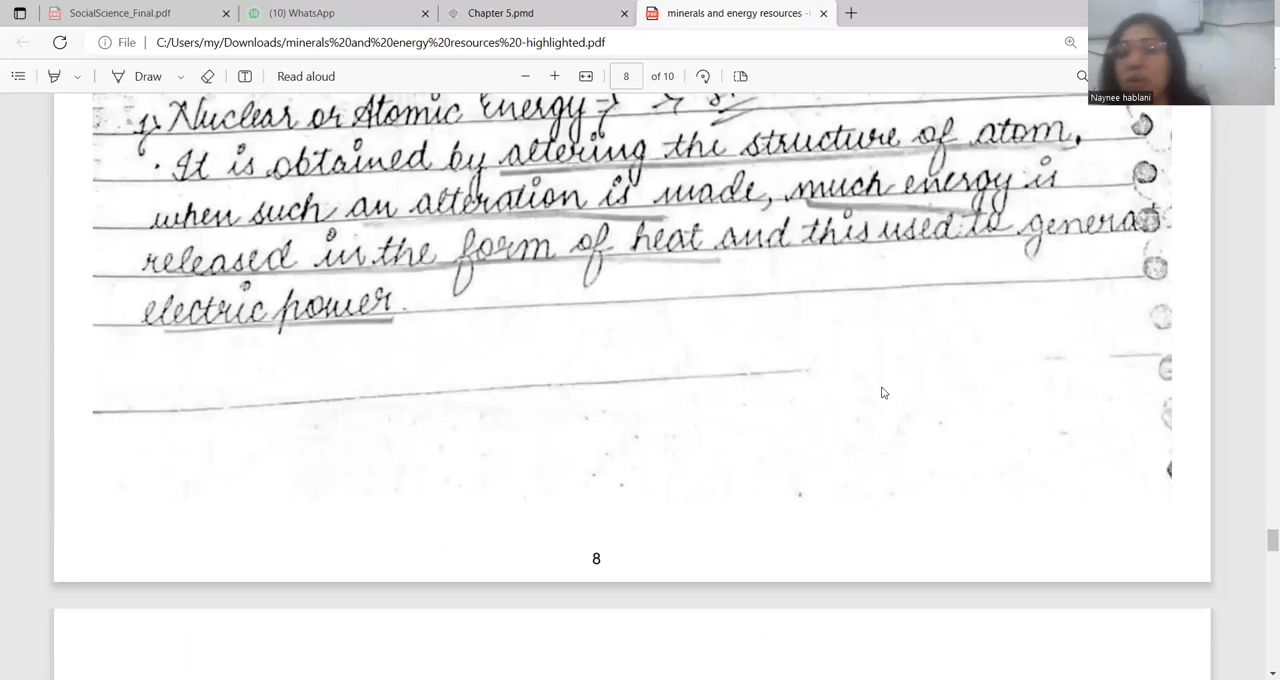 SocialScience_Final.pdf
(10) WhatsApp
Chapter 5.pmd
minerals and energy resources -
File
C:/Users/my/Downloads/minerals%20and%20energy%20resources%20-highlighted.pdf
Draw
Read aloud
8
of 10
Naynee hablani
1) Nuclear or Atomic Energy
. It is obtained by altering the structure of atom,
when such an alteration is made, much energy is
released in the form of heat and this used to genera
electric power.
8